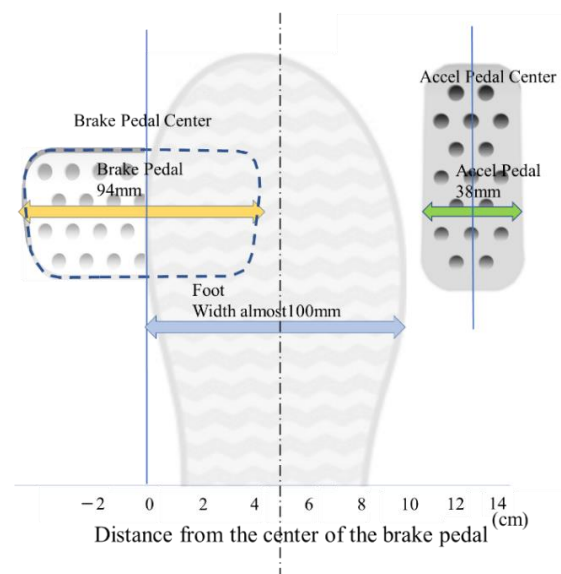 Accel Pedal Center
Brake Pedal Center
Brake Pedal
94mm
Accel Pedal
38mm
Foot
Width almost100mm
−2 0 2 4 6 8 10 12 14
(cm)
Distance from the center of the brake pedal